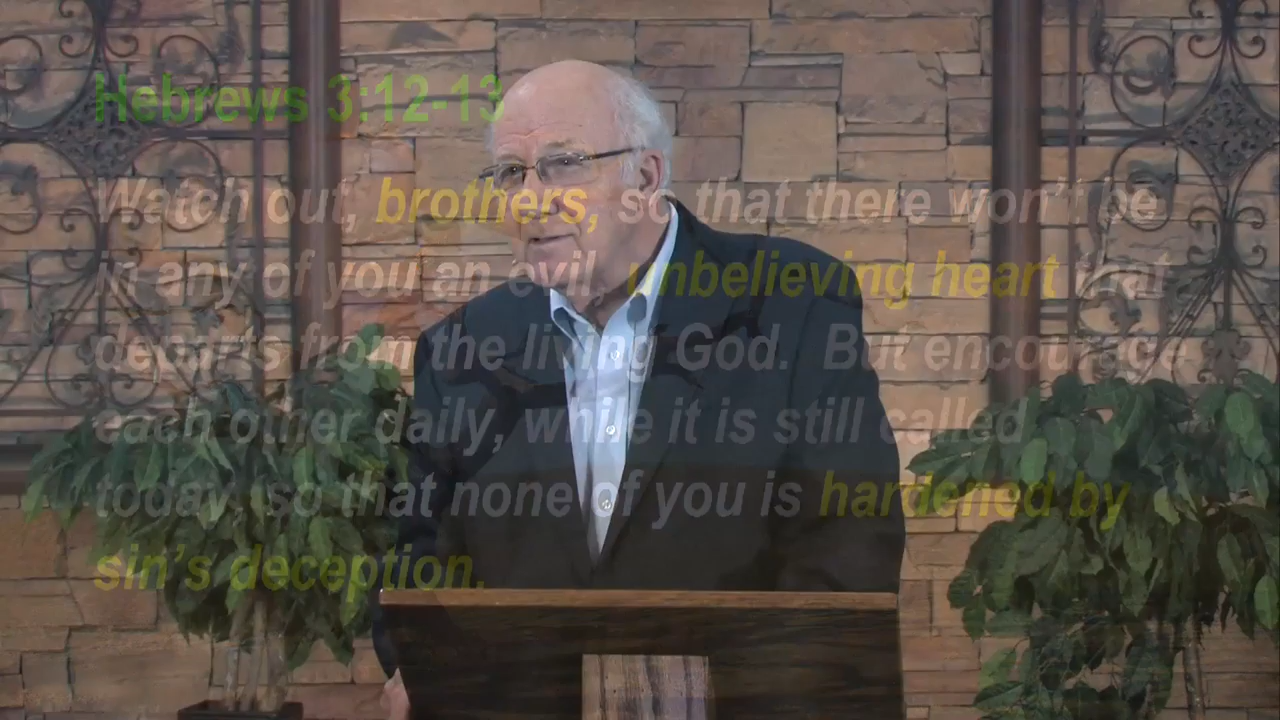 Hebrews 3:12-13
Watch out, brothers, so that there won't be
in any of you an evil, unbelieving heart that
departs from the living God. But encourage
each other daily, while it is still called
today, so that none of you is hardened by
sin's deception.